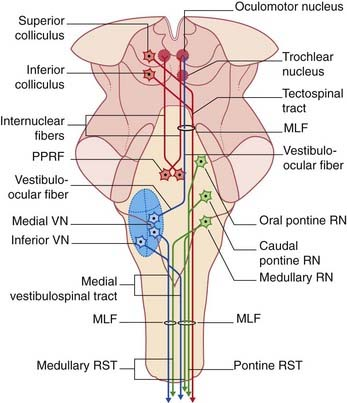 Oculomotor nucleus
Superior
colliculus
Inferior
colliculus
Trochlear
nucleus
Tectospinal
tract
Internuclear
fibers
MLF
Vestibulo-
ocular fiber
PPRF
Vestibulo-
ocular fiber
Medial VN
Inferior VN
Oral pontine RN
Caudal
pontine RN
Medullary RN
Medial
vestibulospinal tract
MLF
MLF
Medullary RST
Pontine RST